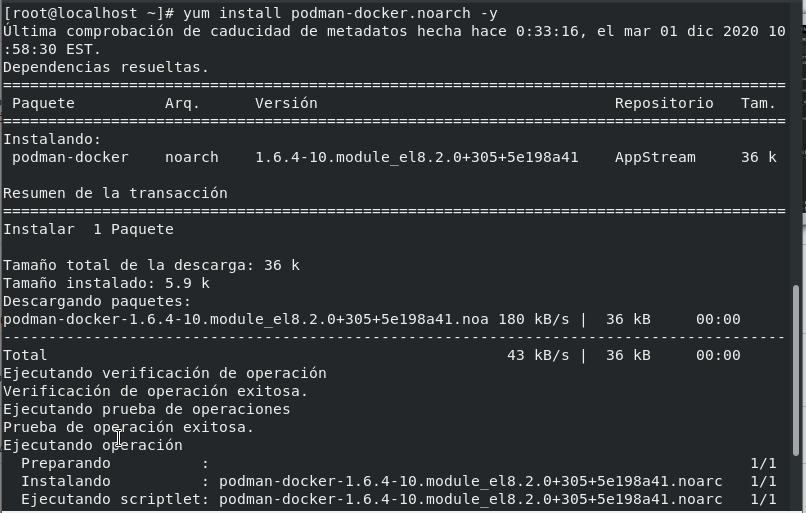 [root@localhost ~]# yum install podman-docker.noarch -y
Última comprobación de caducidad de metadatos hecha hace 0:33:16, el mar 01 dic 2020 10
:58:30 EST.
Dependencias resueltas.
=======================================================================================
 Paquete          Arq.      Versión                                 Repositorio   Tam.
=======================================================================================
Instalando:
 podman-docker    noarch    1.6.4-10.module_el8.2.0+305+5e198a41    AppStream     36 k

Resumen de la transacción
=======================================================================================
Instalar  1 Paquete

Tamaño total de la descarga: 36 k
Tamaño instalado: 5.9 k
Descargando paquetes:
podman-docker-1.6.4-10.module_el8.2.0+305+5e198a41.noa 180 kB/s |  36 kB     00:00
---------------------------------------------------------------------------------------
Total                                                   43 kB/s |  36 kB     00:00
Ejecutando verificación de operación
Verificación de operación exitosa.
Ejecutando prueba de operaciones
Prueba de operación exitosa.
Ejecutando operación
  Preparando          :                                                            1/1
  Instalando          : podman-docker-1.6.4-10.module_el8.2.0+305+5e198a41.noarc   1/1
  Ejecutando scriptlet: podman-docker-1.6.4-10.module_el8.2.0+305+5e198a41.noarc   1/1